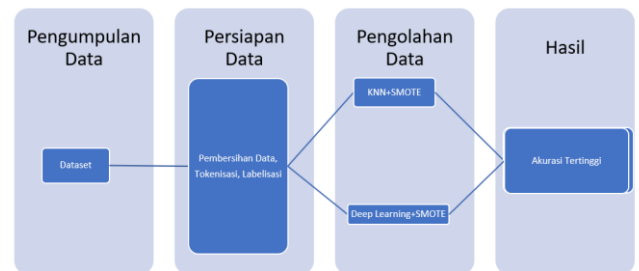 Pengumpulan
Data
Persiapan
Data
Pengolahan
Data
Hasil
Dataset
Pembersihan Data,
Tokenisasi, Labelisasi
KNN+SMOTE
Deep Learning+SMOTE
Akurasi Tertinggi